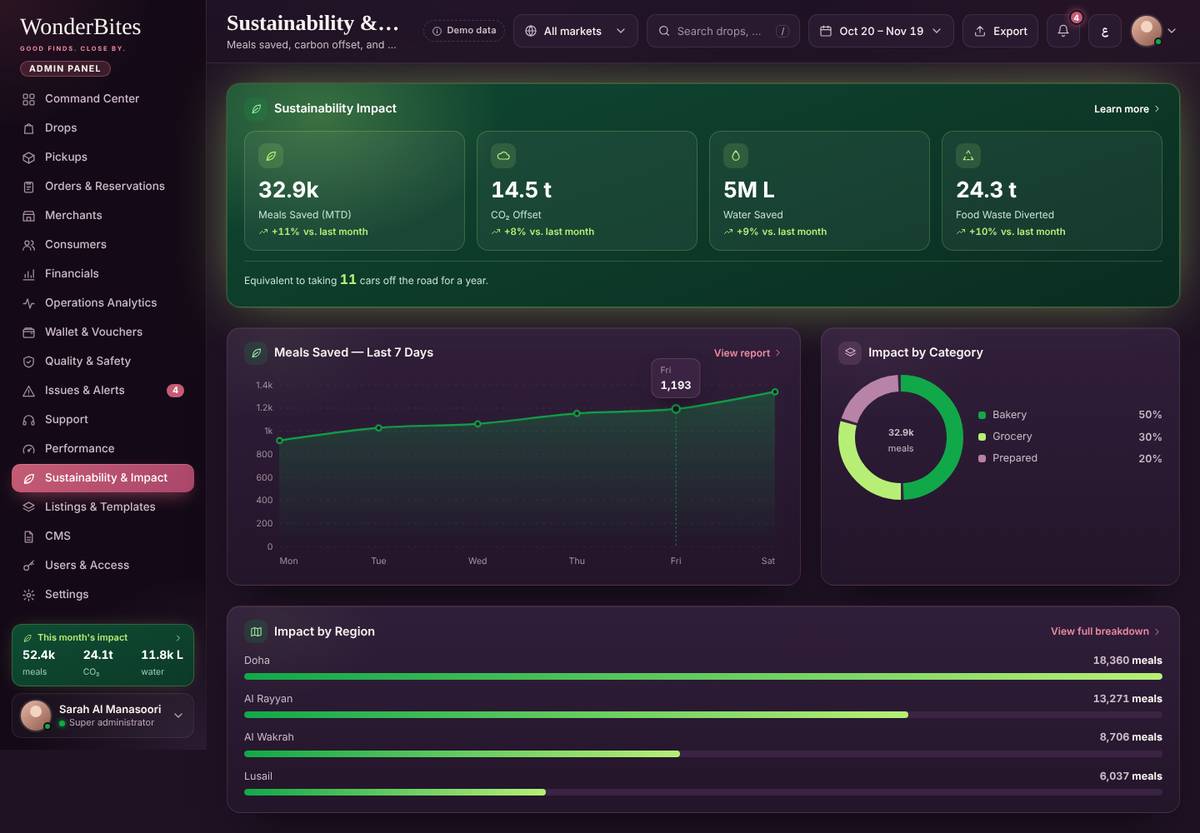 WonderBites
GOOD FINDS. CLOSE BY.
ADMIN PANEL
Command Center
Drops
Pickups
Orders & Reservations
Merchants
Consumers
Financials
Operations Analytics
Wallet & Vouchers
Quality & Safety
Issues & Alerts 4
Support
Performance
Sustainability & Impact
Listings & Templates
CMS
Users & Access
Settings
This month's impact
52.4k 24.1t 11.8k L
meals CO₂ water
Sarah Al Manasoori
Super administrator
Sustainability &...
Meals saved, carbon offset, and ...
Demo data
All markets
Search drops, ... /
Oct 20 – Nov 19
Export
4
ع
Sustainability Impact
Learn more
32.9k
Meals Saved (MTD)
+11% vs. last month
14.5 t
CO₂ Offset
+8% vs. last month
5M L
Water Saved
+9% vs. last month
24.3 t
Food Waste Diverted
+10% vs. last month
Equivalent to taking 11 cars off the road for a year.
Meals Saved — Last 7 Days
View report
Fri
1,193
1.4k
1.2k
1k
800
600
400
200
0
Mon Tue Wed Thu Fri Sat
Impact by Category
32.9k
meals
Bakery 50%
Grocery 30%
Prepared 20%
Impact by Region
View full breakdown
Doha 18,360 meals
Al Rayyan 13,271 meals
Al Wakrah 8,706 meals
Lusail 6,037 meals